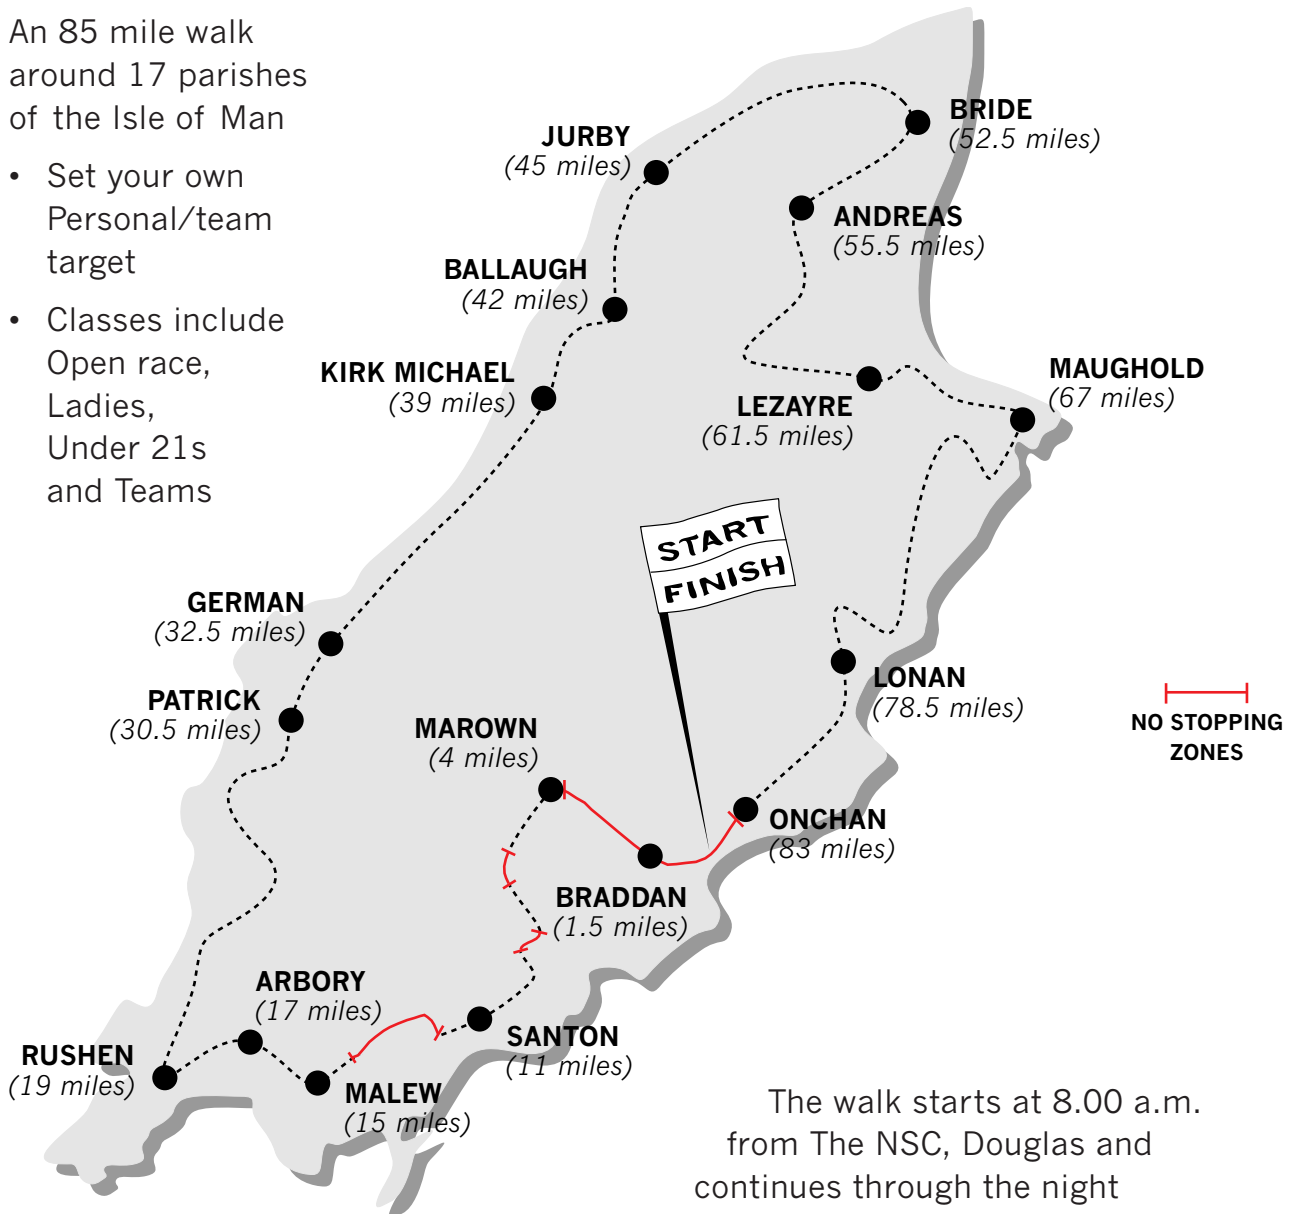 An 85 mile walk
around 17 parishes
of the Isle of Man
• Set your own
Personal/team
target
• Classes include
Open race,
Ladies,
Under 21s
and Teams
BRIDE
(52.5 miles)
JURBY
(45 miles)
ANDREAS
(55.5 miles)
BALLAUGH
(42 miles)
KIRK MICHAEL
(39 miles)
MAUGHOLD
(67 miles)
LEZAYRE
(61.5 miles)
START
FINISH
GERMAN
(32.5 miles)
PATRICK
(30.5 miles)
LONAN
(78.5 miles)
NO STOPPING
ZONES
MAROWN
(4 miles)
ONCHAN
(83 miles)
BRADDAN
(1.5 miles)
ARBORY
(17 miles)
SANTON
(11 miles)
RUSHEN
(19 miles)
MALEW
(15 miles)
The walk starts at 8.00 a.m.
from The NSC, Douglas and
continues through the night